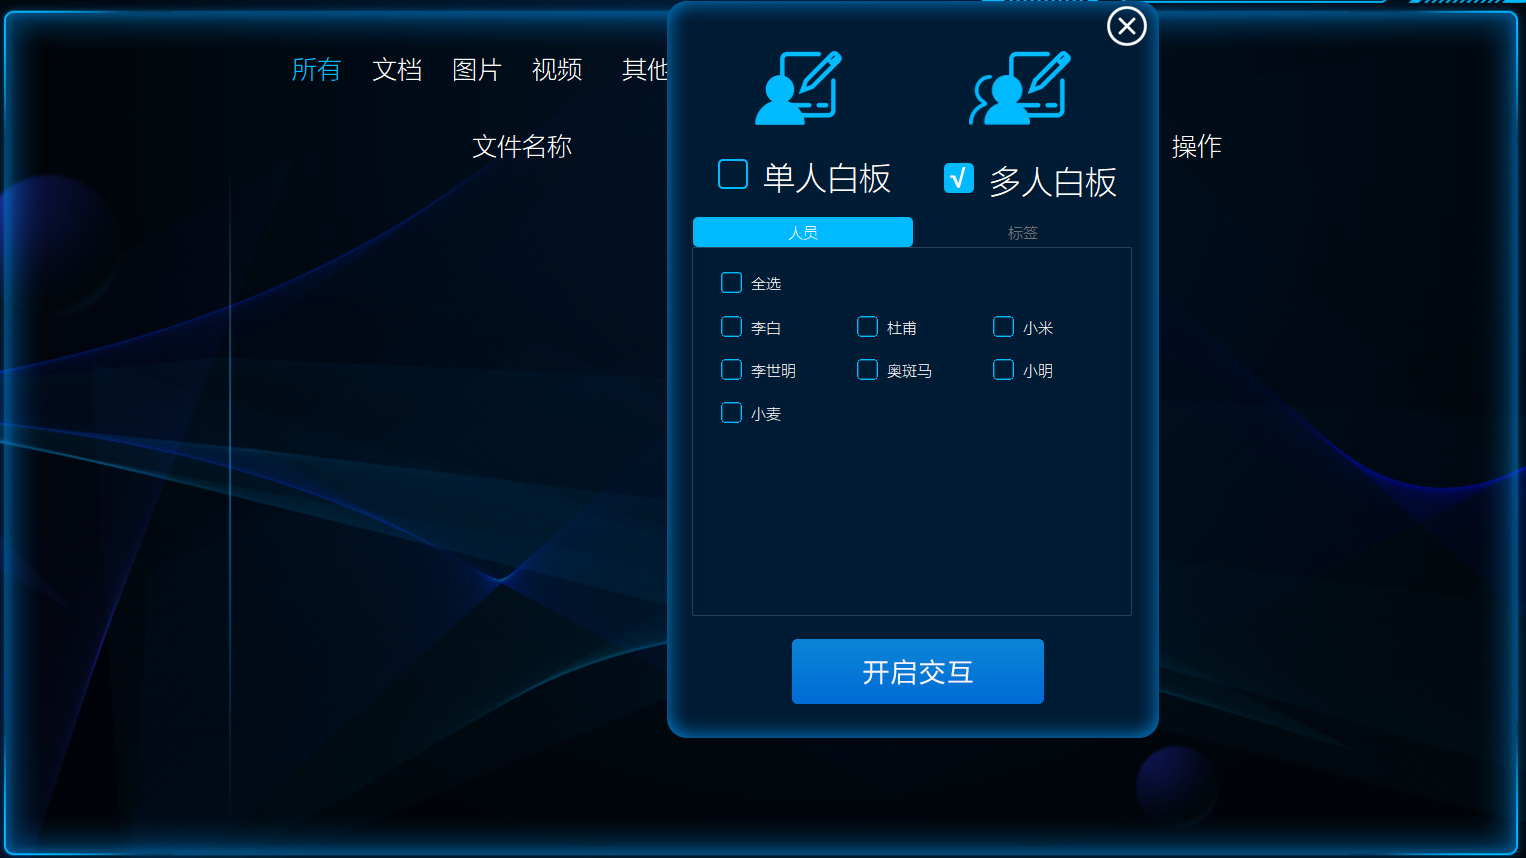 所有 文档 图片 视频 其他
文件名称 操作
单人白板 √ 多人白板
人员 标签
全选
李白 杜甫 小米
李世明 奥斑马 小明
小麦
开启交互